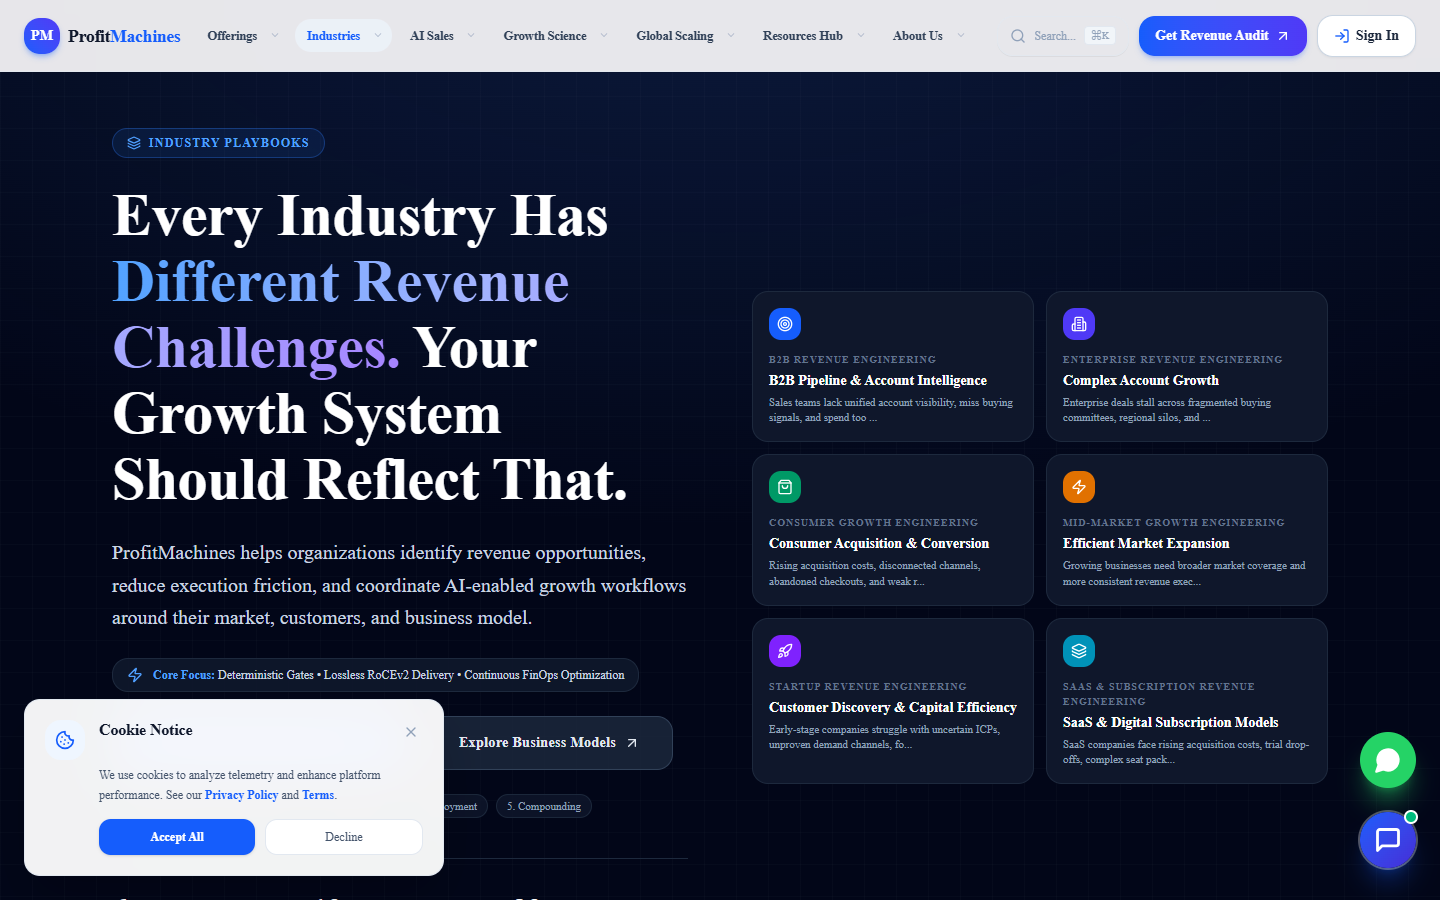 PM ProfitMachines Offerings Industries AI Sales Growth Science Global Scaling Resources Hub About Us Search... ⌘K Get Revenue Audit Sign In
INDUSTRY PLAYBOOKS
Every Industry Has
Different Revenue
Challenges. Your
Growth System
Should Reflect That.
ProfitMachines helps organizations identify revenue opportunities,
reduce execution friction, and coordinate AI-enabled growth workflows
around their market, customers, and business model.
Core Focus: Deterministic Gates • Lossless RoCEv2 Delivery • Continuous FinOps Optimization
Explore Business Models
5. Compounding
B2B REVENUE ENGINEERING
B2B Pipeline & Account Intelligence
Sales teams lack unified account visibility, miss buying
signals, and spend too ...
ENTERPRISE REVENUE ENGINEERING
Complex Account Growth
Enterprise deals stall across fragmented buying
committees, regional silos, and ...
CONSUMER GROWTH ENGINEERING
Consumer Acquisition & Conversion
Rising acquisition costs, disconnected channels,
abandoned checkouts, and weak r...
MID-MARKET GROWTH ENGINEERING
Efficient Market Expansion
Growing businesses need broader market coverage and
more consistent revenue exec...
STARTUP REVENUE ENGINEERING
Customer Discovery & Capital Efficiency
Early-stage companies struggle with uncertain ICPs,
unproven demand channels, fo...
SAAS & SUBSCRIPTION REVENUE
ENGINEERING
SaaS & Digital Subscription Models
SaaS companies face rising acquisition costs, trial drop-
offs, complex seat pack...
Cookie Notice
We use cookies to analyze telemetry and enhance platform
performance. See our Privacy Policy and Terms.
Accept All
Decline